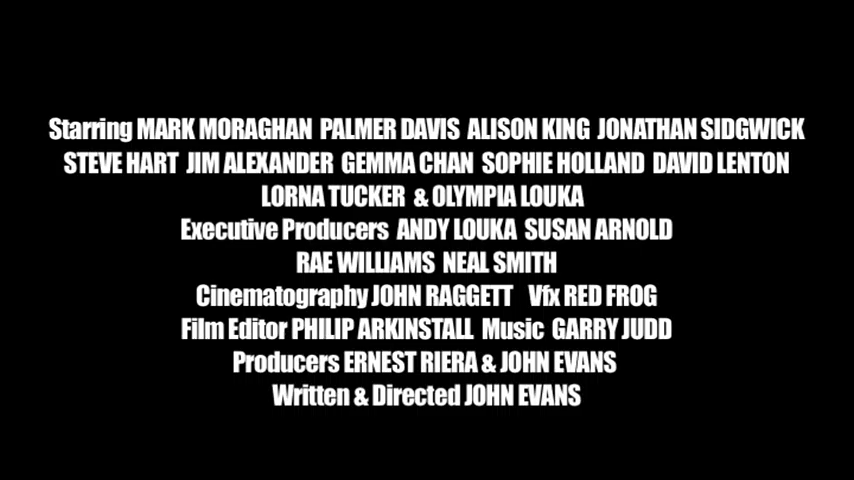 Starring MARK MORAGHAN PALMER DAVIS ALISON KING JONATHAN SIDGWICK
STEVE HART JIM ALEXANDER GEMMA CHAN SOPHIE HOLLAND DAVID LENTON
LORNA TUCKER & OLYMPIA LOUKA
Executive Producers ANDY LOUKA SUSAN ARNOLD
RAE WILLIAMS NEAL SMITH
Cinematography JOHN RAGGETT Vfx RED FROG
Film Editor PHILIP ARKINSTALL Music GARRY JUDD
Producers ERNEST RIERA & JOHN EVANS
Written & Directed JOHN EVANS